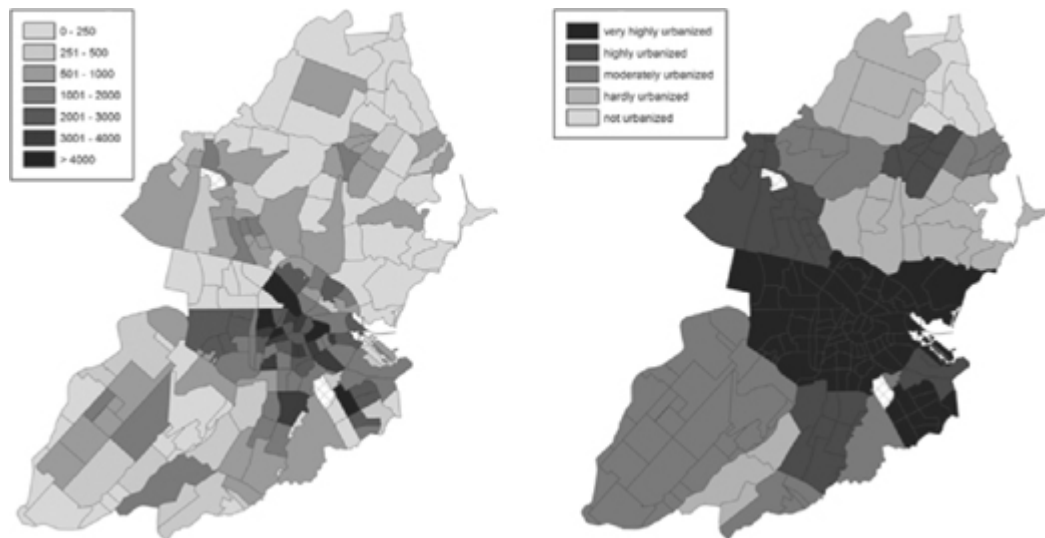 0 - 250
251 - 500
501 - 1000
1001 - 2000
2001 - 3000
3001 - 4000
> 4000
very highly urbanized
highly urbanized
moderately urbanized
hardly urbanized
not urbanized